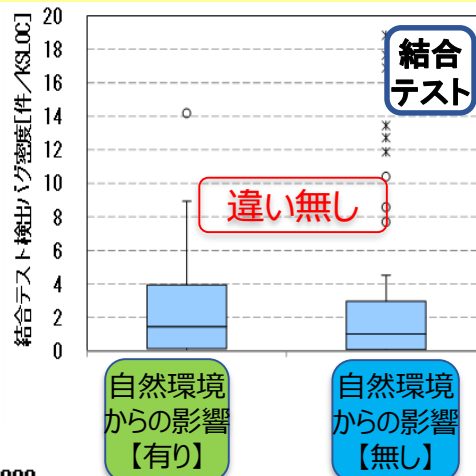 結合テスト検出バグ密度[件/KSLOC]
20
18
16
14
12
10
8
6
4
2
0
結合
テスト
違い無し
自然環境
からの影響
【有り】
自然環境
からの影響
【無し】